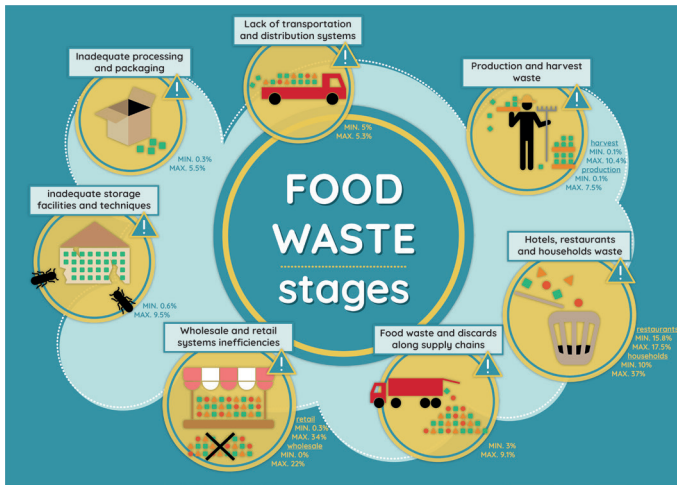 Lack of transportation
and distribution systems
MIN. 5%
MAX. 5.3%
Inadequate processing
and packaging
MIN. 0.3%
MAX. 5.5%
Production and harvest
waste
harvest
MIN. 0.1%
MAX. 10.4%
production
MIN. 0.1%
MAX. 7.5%
FOOD
WASTE
stages
inadequate storage
facilities and techniques
MIN. 0.6%
MAX. 9.5%
Hotels, restaurants
and households waste
restaurants
MIN. 15.8%
MAX. 17.5%
households
MIN. 10%
MAX. 37%
Wholesale and retail
systems inefficiencies
retail
MIN. 0.3%
MAX. 34%
wholesale
MIN. 0%
MAX. 22%
Food waste and discards
along supply chains
MIN. 3%
MAX. 9.1%